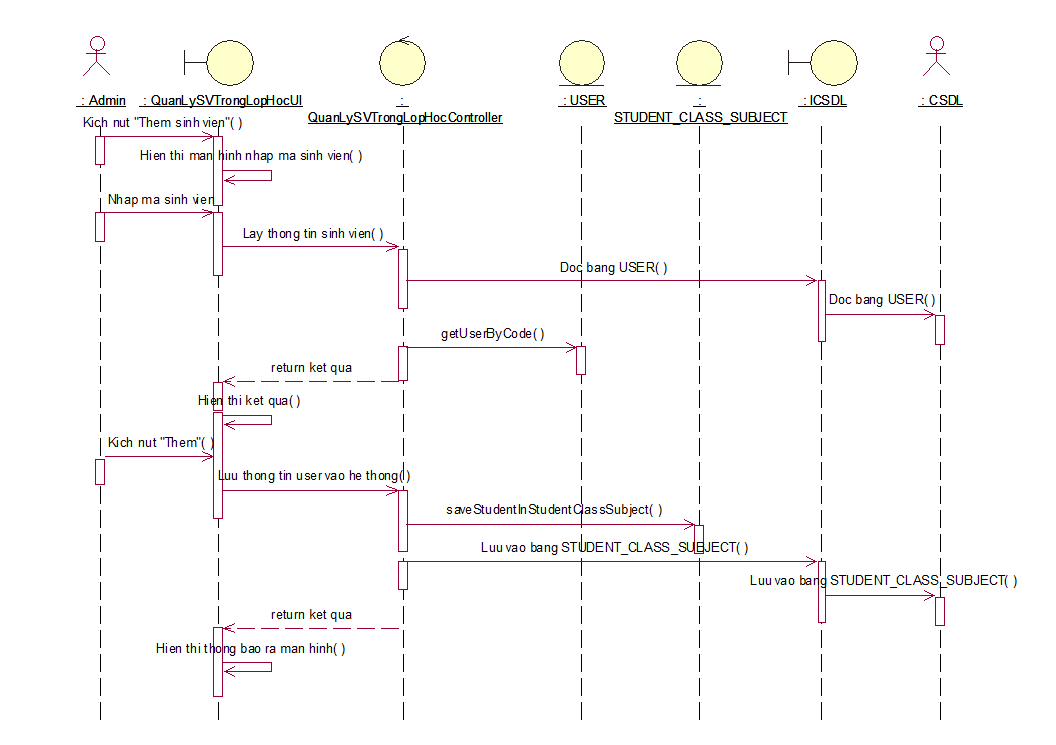 : Admin
: QuanLySVTrongLopHocUI
:
QuanLySVTrongLopHocController
: USER
:
STUDENT_CLASS_SUBJECT
: ICSDL
: CSDL
Kich nut "Them sinh vien"( )
Hien thi man hinh nhap ma sinh vien( )
Nhap ma sinh vien
Lay thong tin sinh vien( )
Doc bang USER( )
Doc bang USER( )
getUserByCode( )
return ket qua
Hien thi ket qua( )
Kich nut "Them"( )
Luu thong tin user vao he thong( )
saveStudentInStudentClassSubject( )
Luu vao bang STUDENT_CLASS_SUBJECT( )
Luu vao bang STUDENT_CLASS_SUBJECT( )
return ket qua
Hien thi thong bao ra man hinh( )